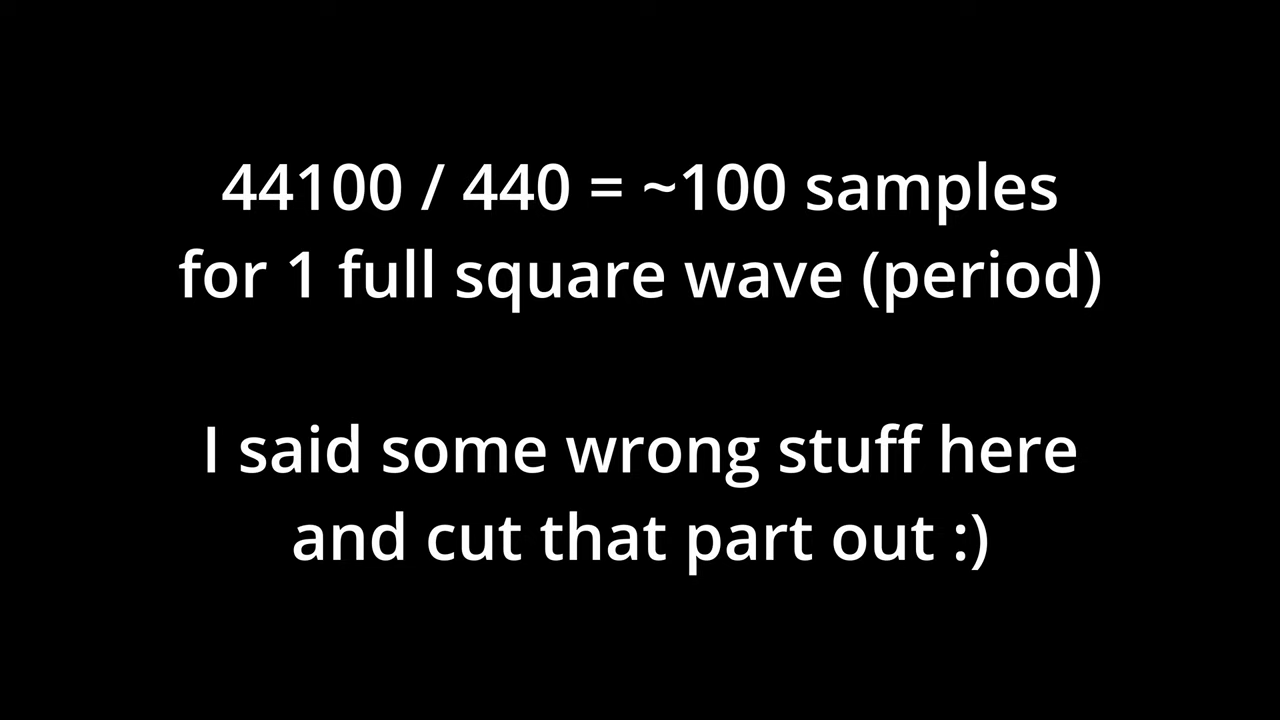 44100 / 440 = ~100 samples
for 1 full square wave (period)
I said some wrong stuff here
and cut that part out :)